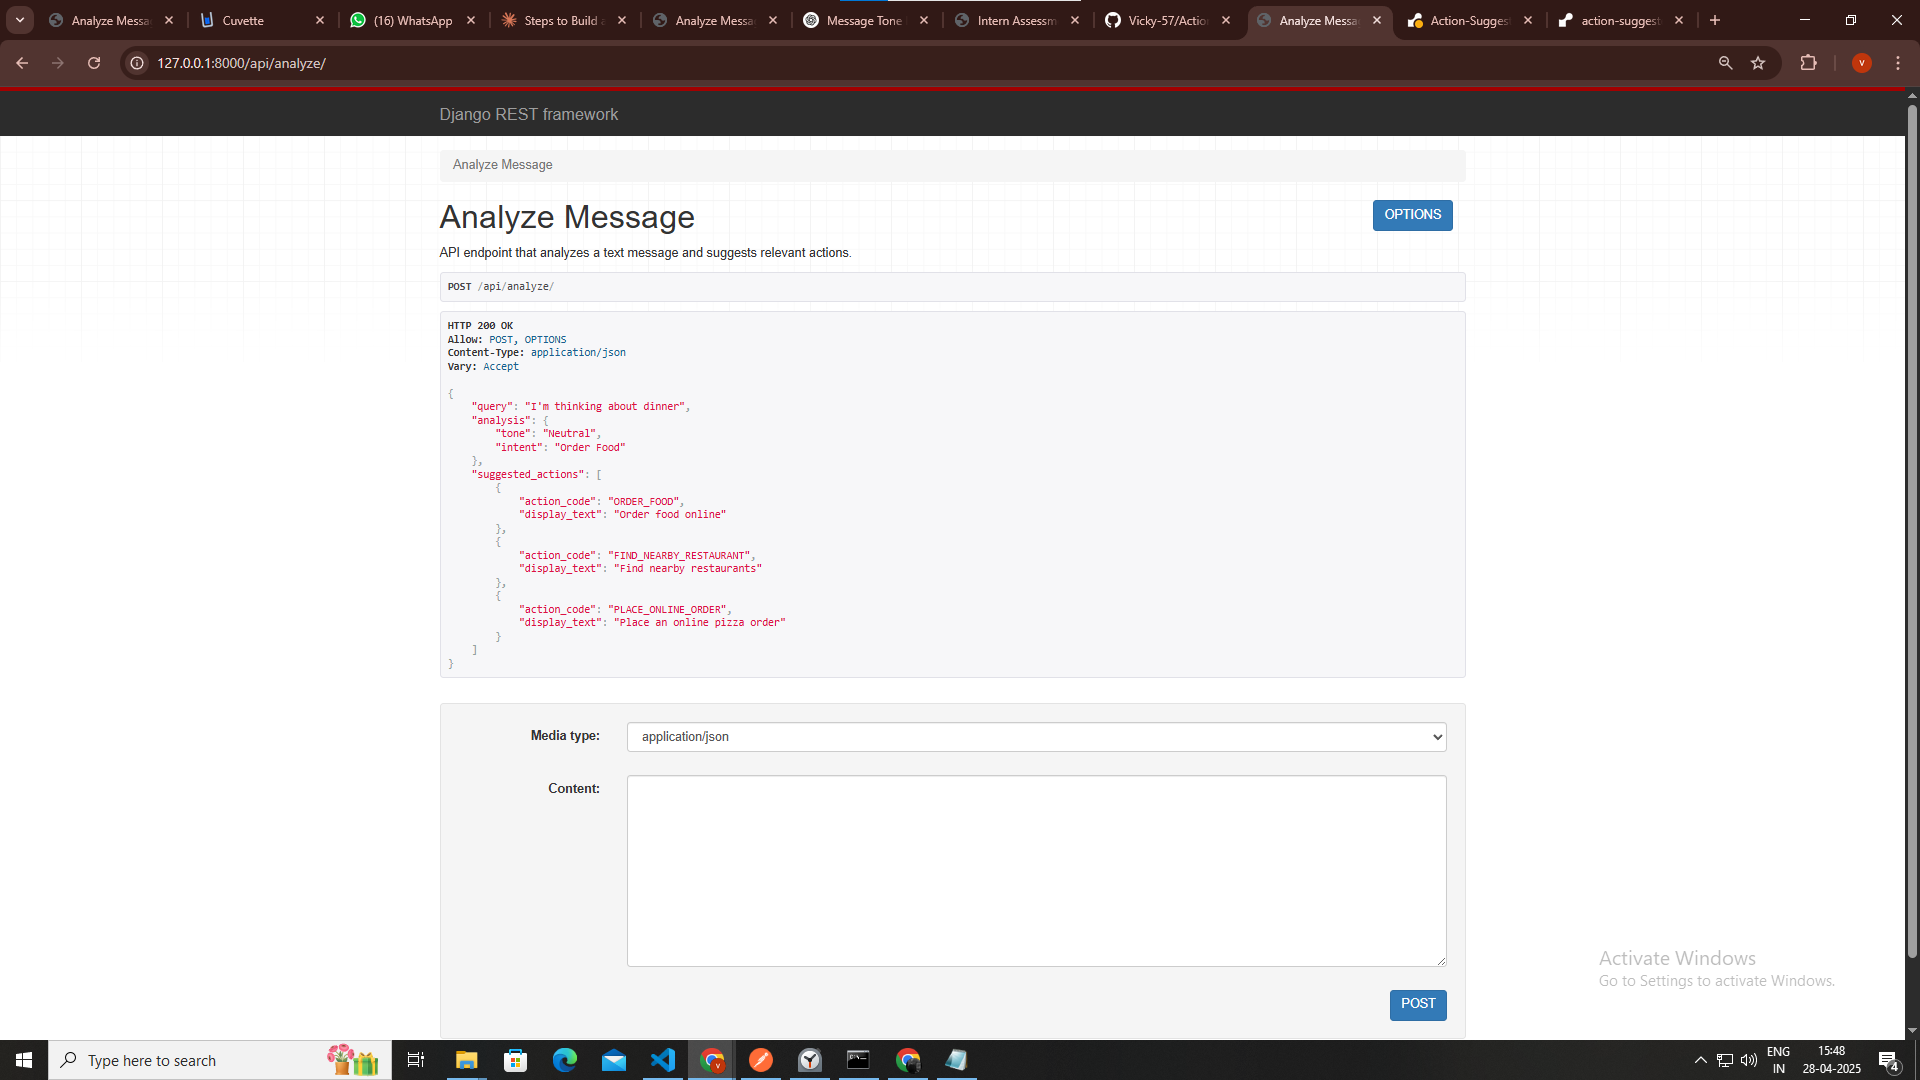 Analyze Messa
Cuvette
(16) WhatsApp
Steps to Build a
Analyze Messa
Message Tone
Intern Assessm
Vicky-57/Actio
Analyze Messa
Action-Sugges
action-suggest
127.0.0.1:8000/api/analyze/
V
Django REST framework
Analyze Message
Analyze Message
OPTIONS
API endpoint that analyzes a text message and suggests relevant actions.
POST /api/analyze/
HTTP 200 OK
Allow: POST, OPTIONS
Content-Type: application/json
Vary: Accept
{
"query": "I'm thinking about dinner",
"analysis": {
"tone": "Neutral",
"intent": "Order Food"
},
"suggested_actions": [
{
"action_code": "ORDER_FOOD",
"display_text": "Order food online"
},
{
"action_code": "FIND_NEARBY_RESTAURANT",
"display_text": "Find nearby restaurants"
},
{
"action_code": "PLACE_ONLINE_ORDER",
"display_text": "Place an online pizza order"
}
]
}
Media type:
application/json
Content:
POST
Activate Windows
Go to Settings to activate Windows.
Type here to search
ENG
IN
15:48
28-04-2025
4